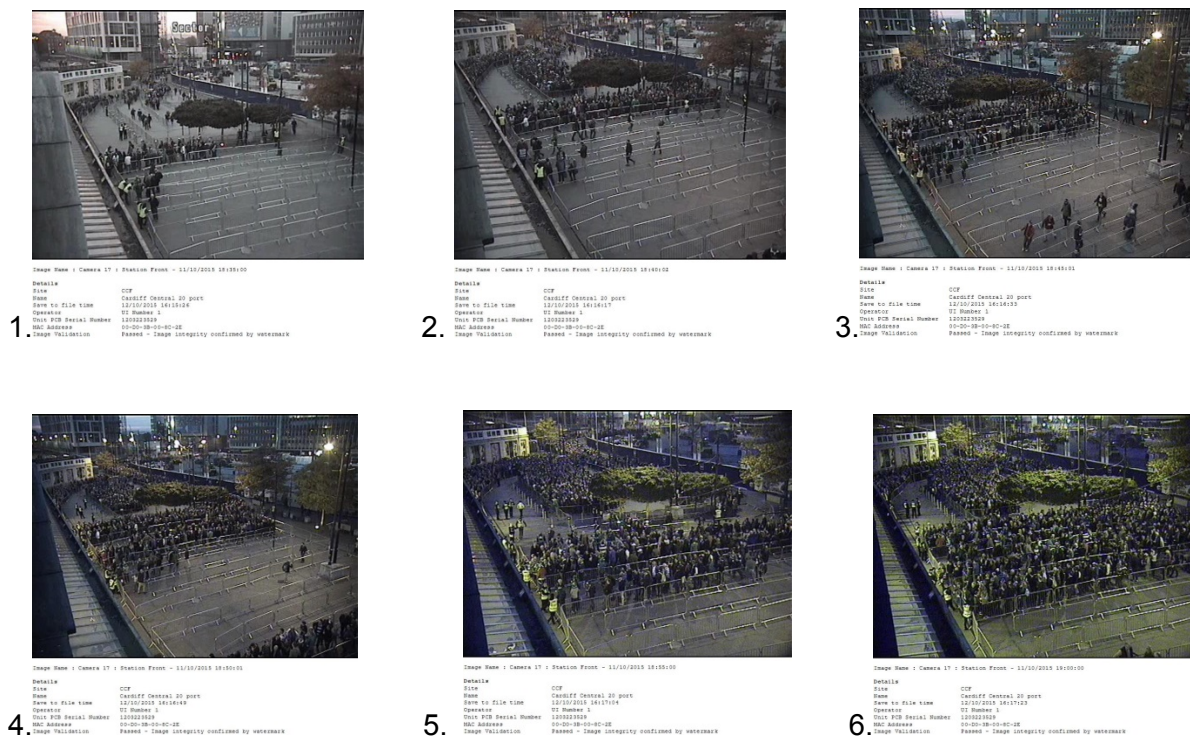 Sector
Image Name : Camera 17 : Station Front - 11/10/2015 18:35:00
Details
Site CCF
Name Cardiff Central 20 port
Save to file time 12/10/2015 16:15:26
Operator UI Number 1
Unit PCB Serial Number 1203223529
MAC Address 00-D0-3B-00-8C-2E
1. Image Validation Passed - Image integrity confirmed by watermark
Image Name : Camera 17 : Station Front - 11/10/2015 18:40:02
Details
Site CCF
Name Cardiff Central 20 port
Save to file time 12/10/2015 16:16:17
Operator UI Number 1
Unit PCB Serial Number 1203223529
MAC Address 00-D0-3B-00-8C-2E
2. Image Validation Passed - Image integrity confirmed by watermark
Image Name : Camera 17 : Station Front - 11/10/2015 18:45:01
Details
Site CCF
Name Cardiff Central 20 port
Save to file time 12/10/2015 16:16:33
Operator UI Number 1
Unit PCB Serial Number 1203223529
MAC Address 00-D0-3B-00-8C-2E
3. Image Validation Passed - Image integrity confirmed by watermark
Image Name : Camera 17 : Station Front - 11/10/2015 18:50:01
Details
Site CCF
Name Cardiff Central 20 port
Save to file time 12/10/2015 16:16:49
Operator UI Number 1
Unit PCB Serial Number 1203223529
MAC Address 00-D0-3B-00-8C-2E
4. Image Validation Passed - Image integrity confirmed by watermark
Image Name : Camera 17 : Station Front - 11/10/2015 18:55:00
Details
Site CCF
Name Cardiff Central 20 port
Save to file time 12/10/2015 16:17:04
Operator UI Number 1
Unit PCB Serial Number 1203223529
MAC Address 00-D0-3B-00-8C-2E
5. Image Validation Passed - Image integrity confirmed by watermark
Image Name : Camera 17 : Station Front - 11/10/2015 19:00:00
Details
Site CCF
Name Cardiff Central 20 port
Save to file time 12/10/2015 16:17:23
Operator UI Number 1
Unit PCB Serial Number 1203223529
MAC Address 00-D0-3B-00-8C-2E
6. Image Validation Passed - Image integrity confirmed by watermark